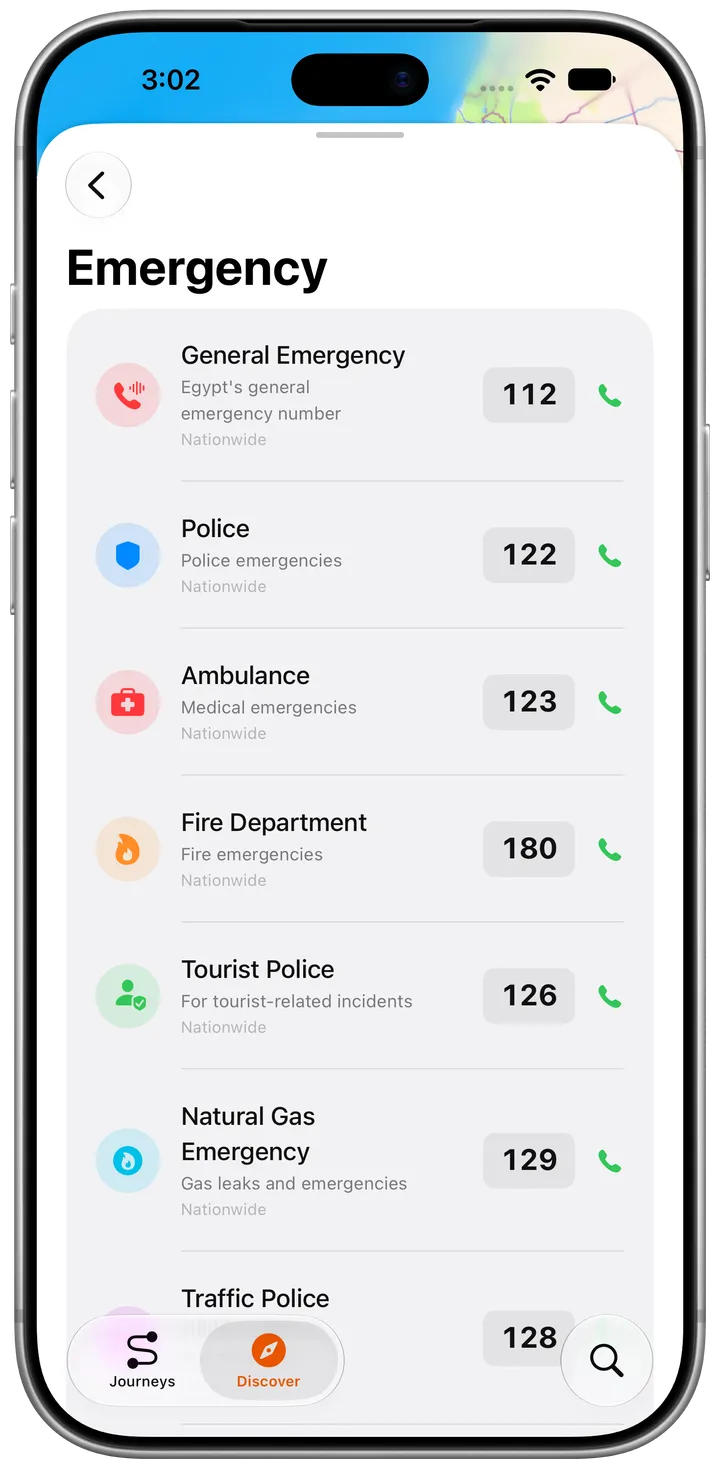 3:02
Emergency
General Emergency
Egypt's general
emergency number
Nationwide
112
Police
Police emergencies
Nationwide
122
Ambulance
Medical emergencies
Nationwide
123
Fire Department
Fire emergencies
Nationwide
180
Tourist Police
For tourist-related incidents
Nationwide
126
Natural Gas
Emergency
Gas leaks and emergencies
Nationwide
129
Traffic Police
128
Journeys
Discover